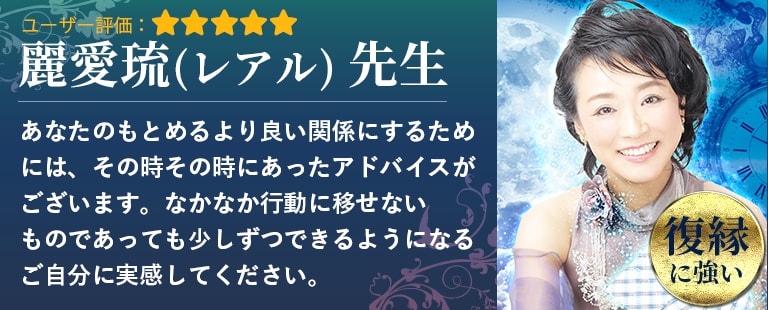 ユーザー評価：★★★★★
麗愛琉(レアル) 先生
あなたのもとめるより良い関係にするため
には、その時その時にあったアドバイスが
ございます。なかなか行動に移せない
ものであっても少しずつできるようになる
ご自分に実感してください。
復縁
に強い